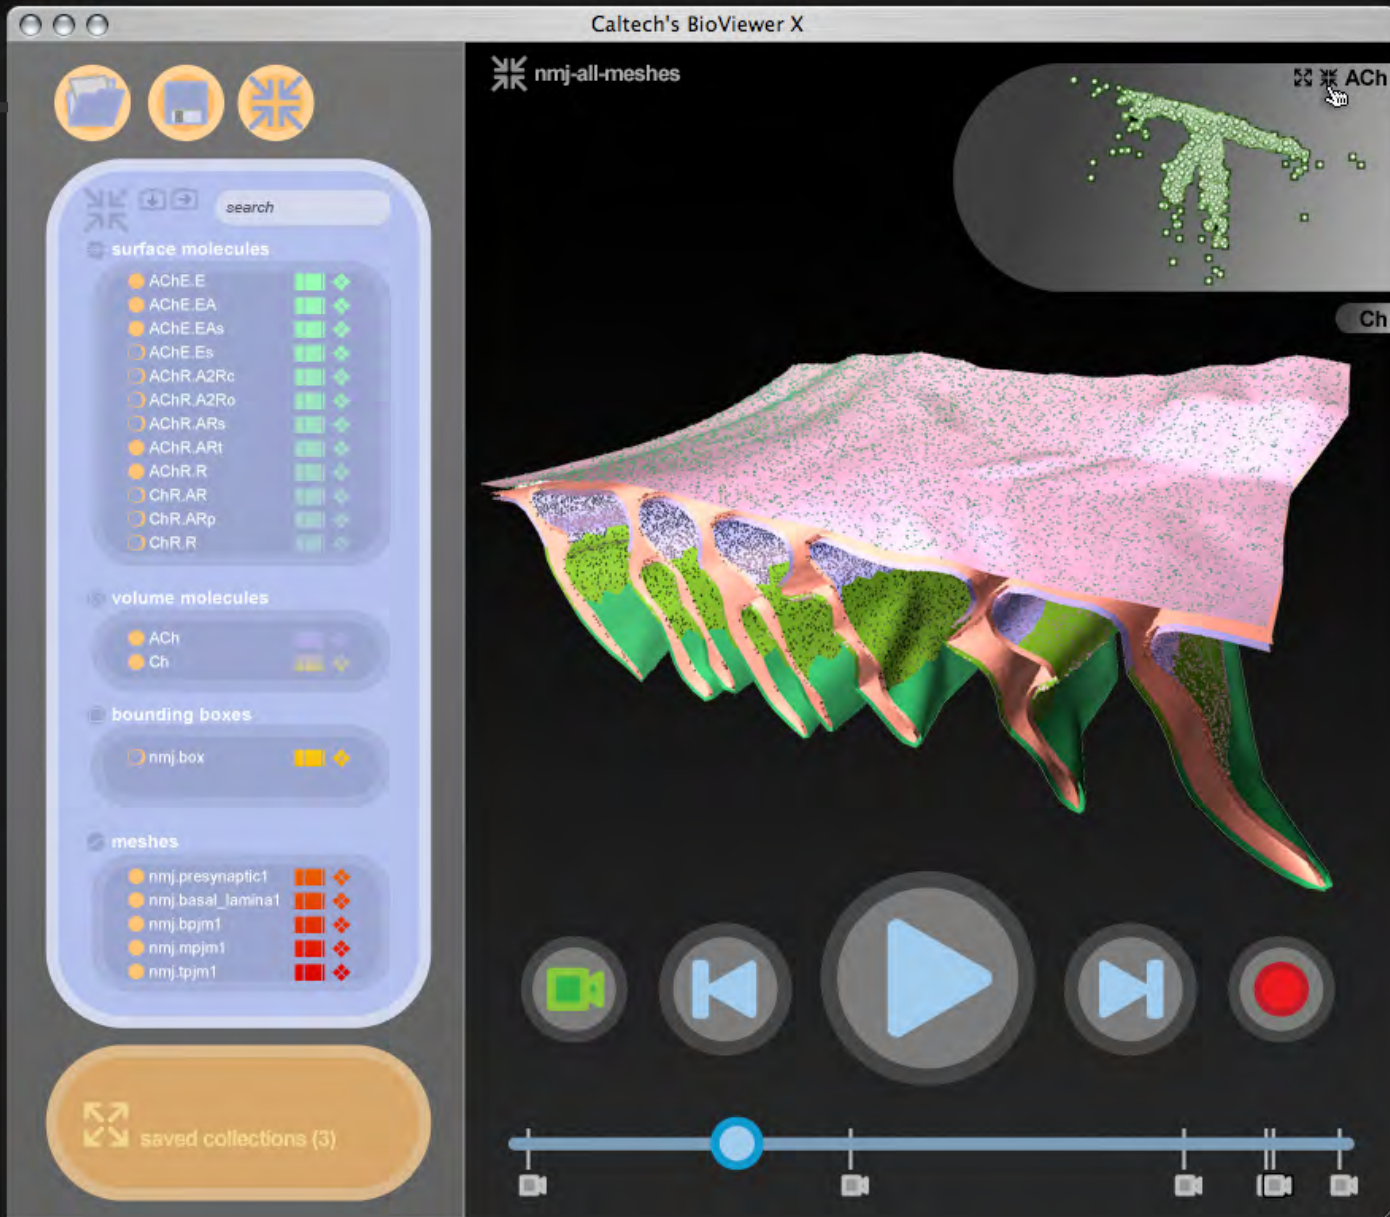 Caltech's BioViewer X
nmj-all-meshes
ACh
Ch
search
surface molecules
AChE.E
AChE.EA
AChE.EAs
AChE.Es
AChR.A2Rc
AChR.A2Ro
AChR.ARs
AChR.ARt
AChR.R
ChR.AR
ChR.ARp
ChR.R
volume molecules
ACh
Ch
bounding boxes
nmj.box
meshes
nmj.presynaptic1
nmj.basal_lamina1
nmj.bpjm1
nmj.mpjm1
nmj.tpjm1
saved collections (3)